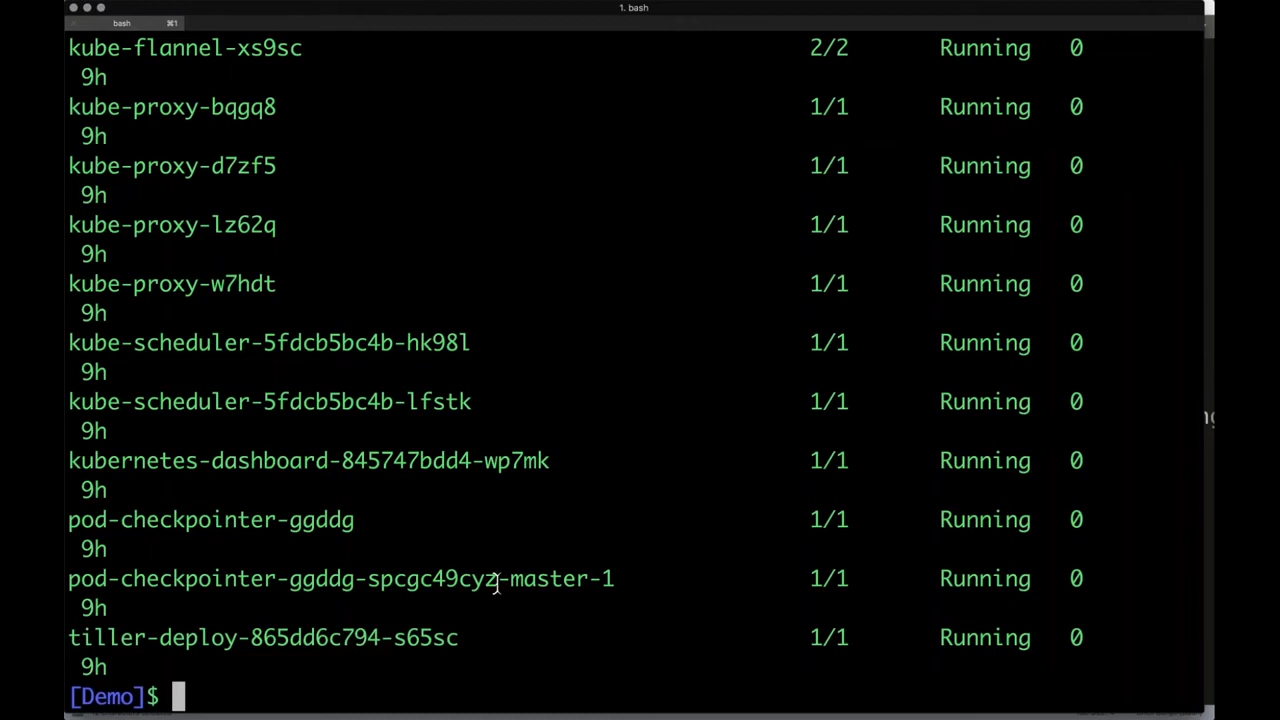 1. bash
bash ⌘1
kube-flannel-xs9sc 2/2 Running 0
9h
kube-proxy-bqgq8 1/1 Running 0
9h
kube-proxy-d7zf5 1/1 Running 0
9h
kube-proxy-lz62q 1/1 Running 0
9h
kube-proxy-w7hdt 1/1 Running 0
9h
kube-scheduler-5fdcb5bc4b-hk98l 1/1 Running 0
9h
kube-scheduler-5fdcb5bc4b-lfstk 1/1 Running 0
9h
kubernetes-dashboard-845747bdd4-wp7mk 1/1 Running 0
9h
pod-checkpointer-ggddg 1/1 Running 0
9h
pod-checkpointer-ggddg-spcgc49cyz-master-1 1/1 Running 0
9h
tiller-deploy-865dd6c794-s65sc 1/1 Running 0
9h
[Demo]$